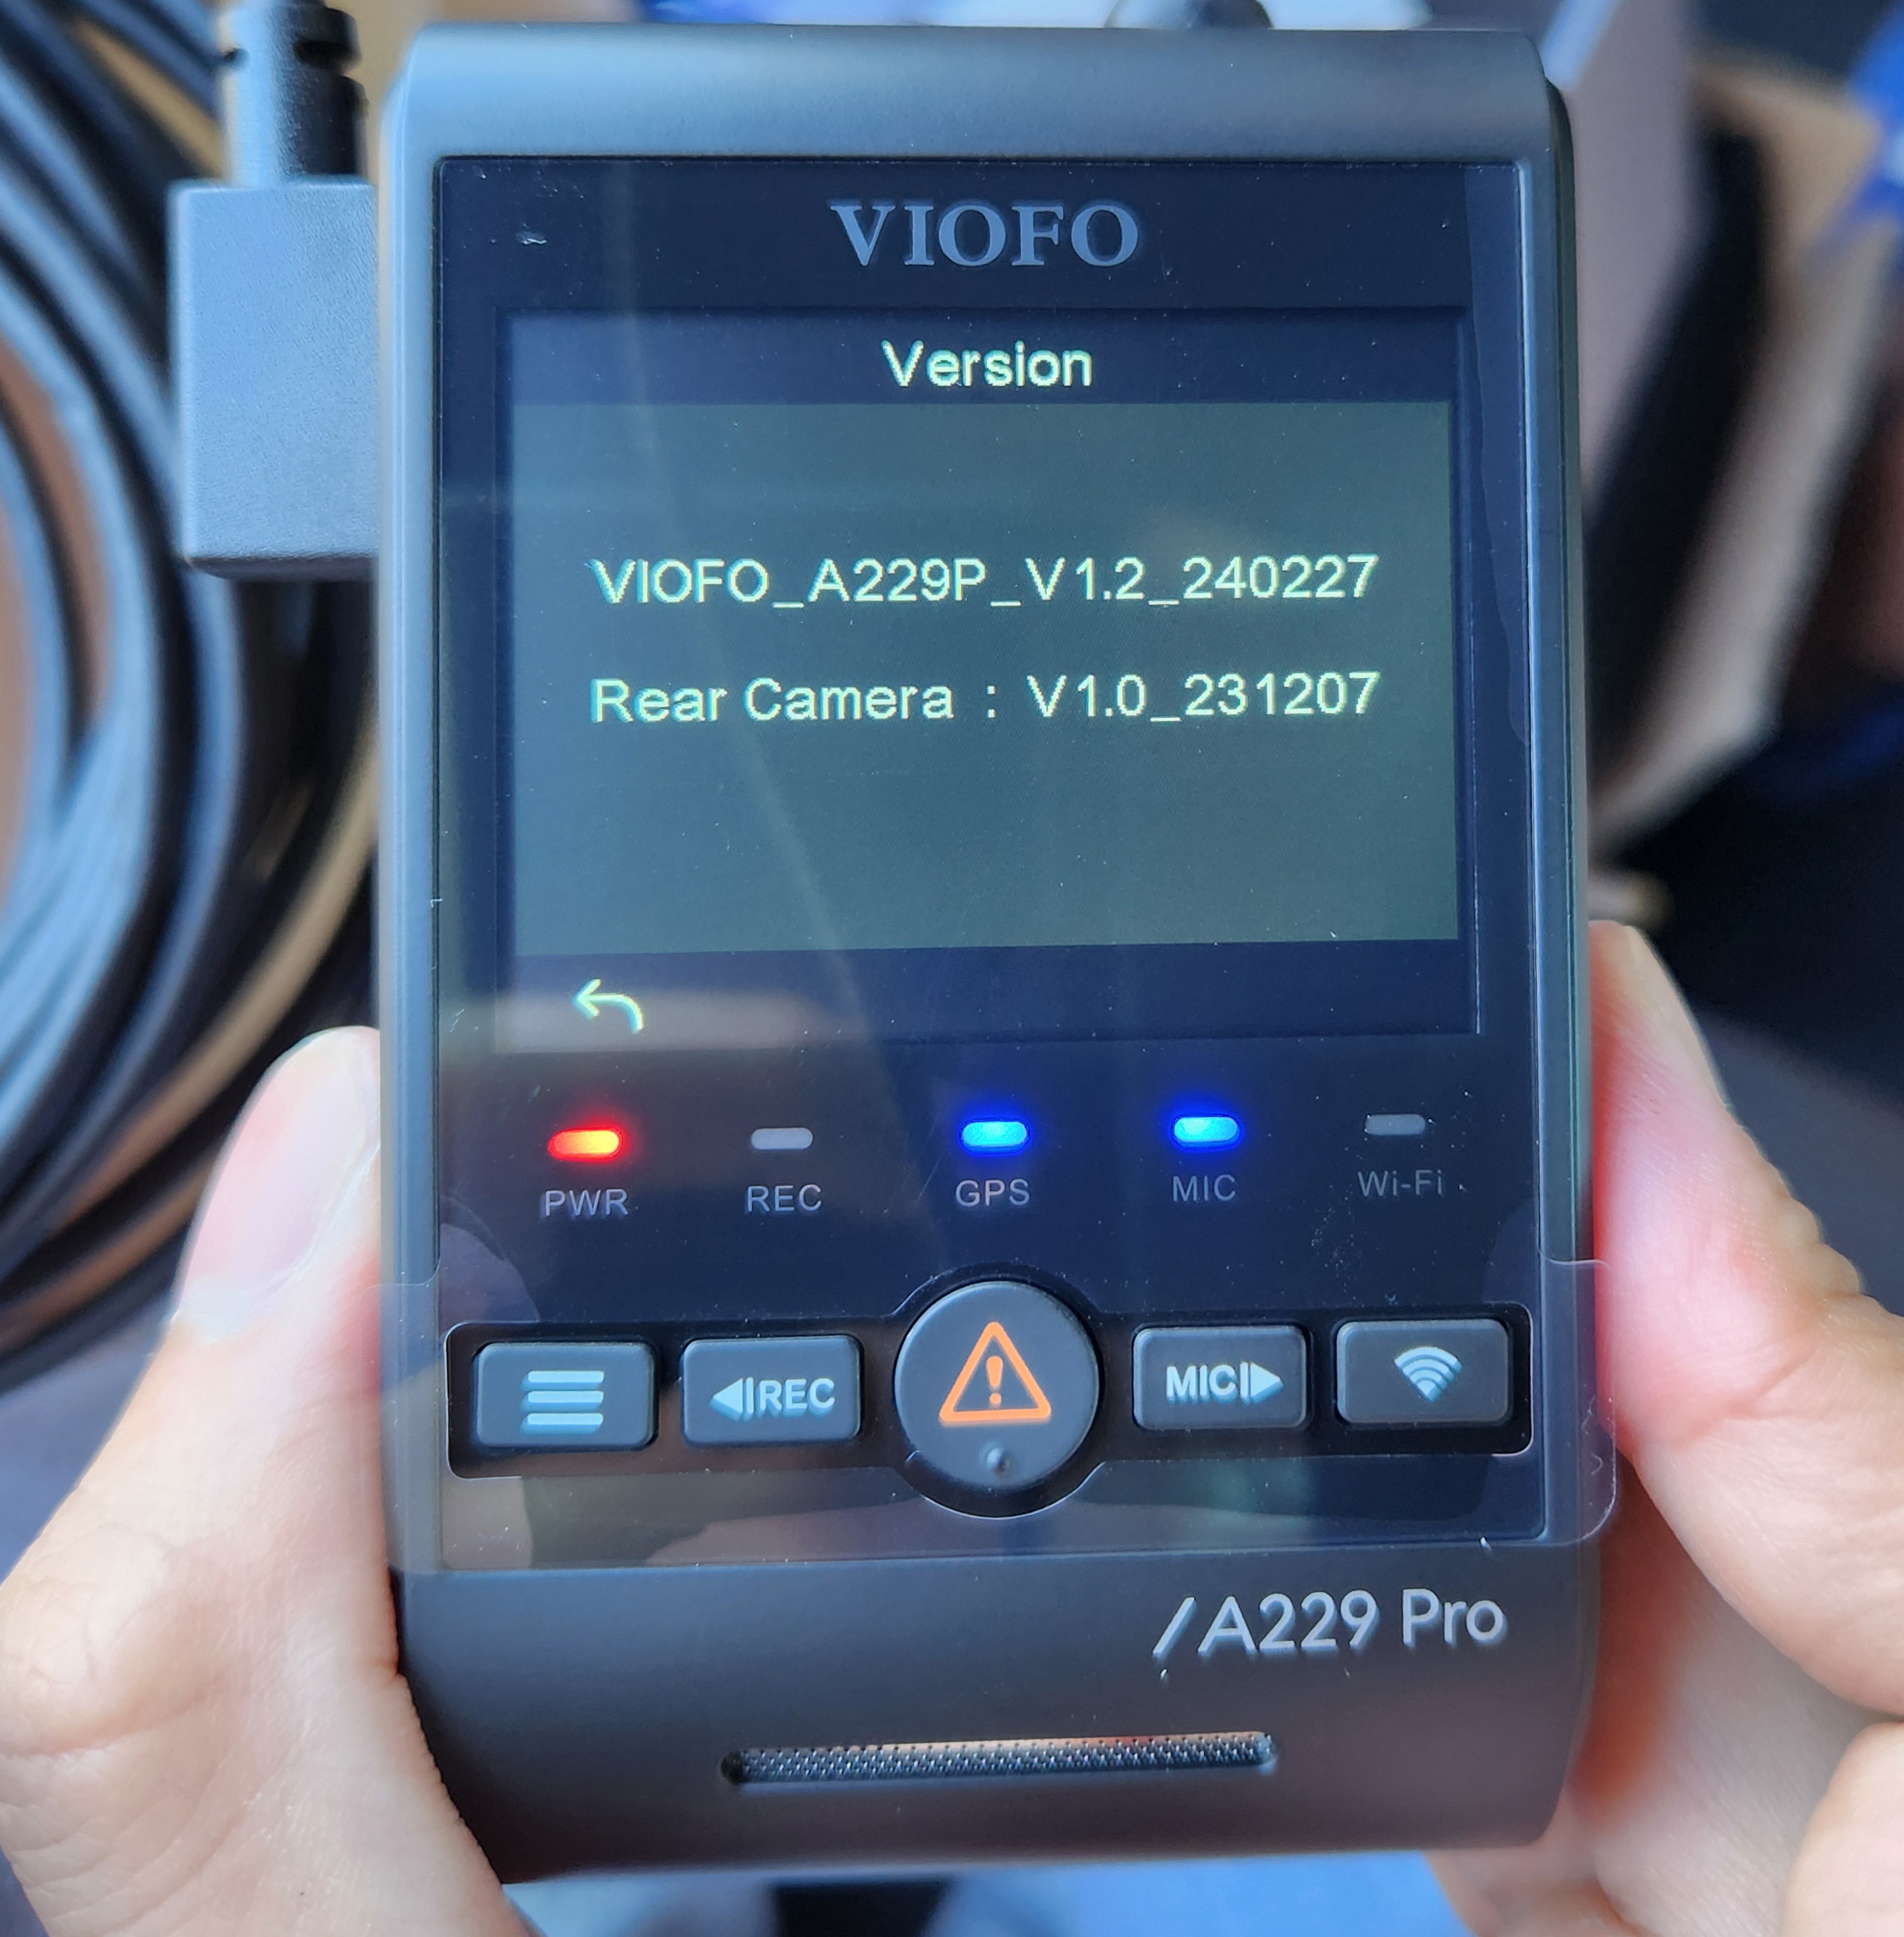 VIOFO
Version
VIOFO_A229P_V1.2_240227
Rear Camera : V1.0_231207
PWR REC GPS MIC Wi-Fi
REC MIC
/A229 Pro